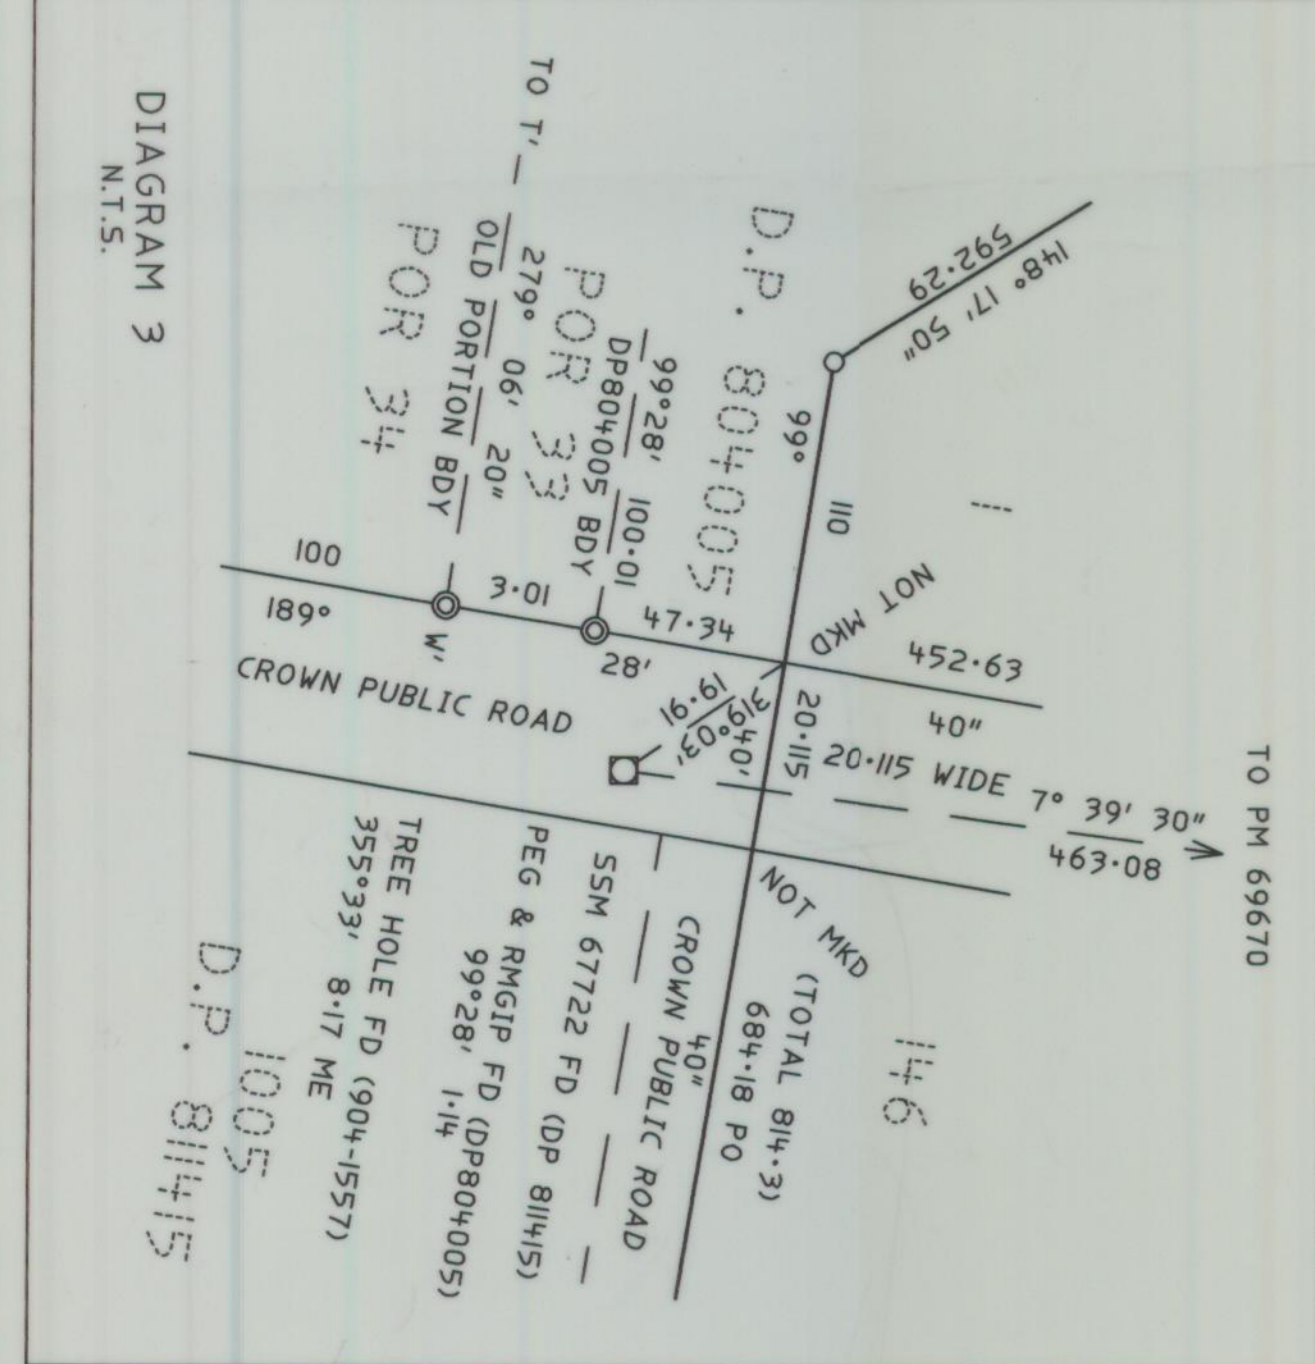 TO PM 69670
148° 17' 50"
592·29
99°
110
1
NOT MKD
452·63
40"
20·115 WIDE
7° 39' 30"
463·08
20·115
40'
319°03'
19·91
NOT MKD
146
(TOTAL 814·3)
684·18 PO
40"
CROWN PUBLIC ROAD
D.P. 804005
99°28' 100·01
DP804005 BDY
POR 33
279° 06' 20"
TO T'
OLD PORTION BDY
POR 34
47·34
28'
3·01
W'
100
189°
CROWN PUBLIC ROAD
SSM 67722 FD (DP 811415)
PEG & RMGIP FD (DP804005)
99°28' 1·14
TREE HOLE FD (904-1557)
355°33' 8·17 ME
1005
D.P. 811415
DIAGRAM 3
N.T.S.